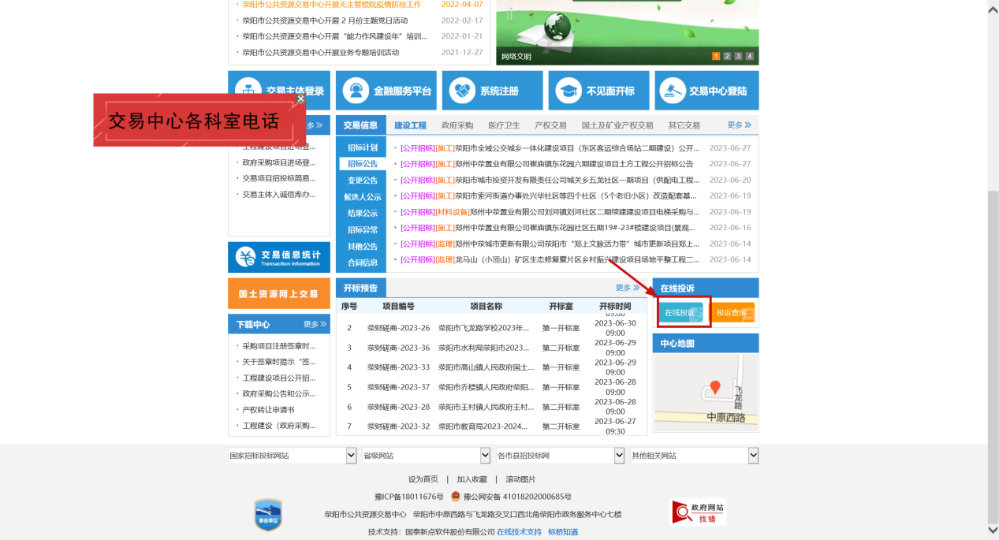 荥阳市公共资源交易中心开展无主管楼院疫情防控工作 2022-04-07
荥阳市公共资源交易中心开展 2 月份主题党日活动 2022-02-17
荥阳市公共资源交易中心开展“能力作风建设年”培训... 2022-01-21
荥阳市公共资源交易中心开展业务专题培训活动 2021-12-27
网络文明 1 2 3 4
交易主体登录 金融服务平台 系统注册 不见面开标 交易中心登陆
交易中心各科室电话
多 »
工程建设项目进场登...
政府采购项目进场登...
交易项目招投标简易...
交易主体入诚信库办...
交易信息 建设工程 政府采购 医疗卫生 产权交易 国土及矿业产权交易 其它交易 更多 »
招标计划
招标公告
变更公告
候选人公示
结果公示
招标异常
其他公告
合同信息
[公开招标][施工]荥阳市全域公交城乡一体化建设项目（东区客运综合场站二期建设）公开... 2023-06-27
[公开招标][施工]郑州中荥置业有限公司崔庙镇东花园六期建设项目土方工程公开招标公告 2023-06-27
[公开招标][施工]荥阳市城市投资开发有限责任公司城关乡五龙社区一期项目（供配电工程... 2023-06-20
[公开招标][施工]荥阳市索河街道办事处兴华社区等四个社区（5个老旧小区）改造配套基... 2023-06-19
[公开招标][材料设备]郑州中荥置业有限公司刘河镇刘河社区二期续建建设项目电梯采购与... 2023-06-19
[公开招标][施工]郑州中荥置业有限公司崔庙镇东花园社区五期19#-23#楼建设项目(景观... 2023-06-16
[公开招标][监理]郑州中荥城市更新有限公司荥阳市“郑上文脉活力带”城市更新项目郑上... 2023-06-14
[公开招标][监理]龙马山（小顶山）矿区生态修复暨片区乡村振兴建设项目场地平整工程二... 2023-06-14
交易信息统计
Transaction information
国土资源网上交易
下载中心 更多 »
采购项目注册签章时...
关于签章时提示“签...
工程建设项目公开招...
政府采购公告和公示...
产权转让申请书
工程建设（政府采购...
开标预告 更多 »
序号 项目编号 项目名称 开标室 开标时间
09:00
2 荥财磋商-2023-26 荥阳市飞龙路学校2023年... 第一开标室 2023-06-30 09:00
3 荥财磋商-2023-36 荥阳市水利局荥阳市2023... 第二开标室 2023-06-29 09:00
4 荥财磋商-2023-33 荥阳市高山镇人民政府国土... 第一开标室 2023-06-29 09:00
5 荥财磋商-2023-37 荥阳市乔楼镇人民政府荥阳... 第一开标室 2023-06-28 09:00
6 荥财磋商-2023-28 荥阳市王村镇人民政府王村... 第二开标室 2023-06-28 09:00
7 荥财磋商-2023-32 荥阳市教育局2023-2024... 第二开标室 2023-06-27 09:30
在线投诉
在线投诉 投诉查询
中心地图
飞龙路
中原西路
国家招标投标网站 省级网站 各市县招投标网 其他相关网站
设为首页 | 加入收藏 | 滚动图片
豫ICP备18011676号 豫公网安备 41018202000685号
荥阳市公共资源交易中心 荥阳市中原西路与飞龙路交叉口西北角荥阳市政务服务中心七楼
技术支持：国泰新点软件股份有限公司 在线技术支持 标桥知道
事业单位
政府网站
找错